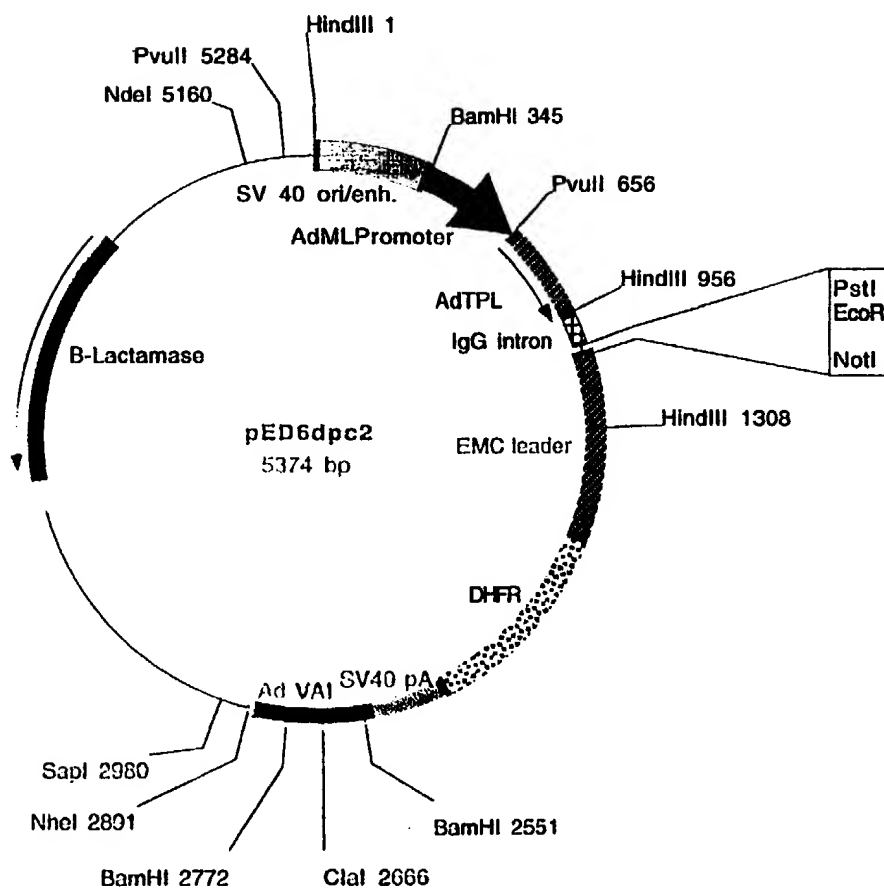 HindIII 1
PvuII 5284
NdeI 5160
BamHI 345
SV 40 ori/enh.
PvuII 656
AdMLPromoter
HindIII 956
AdTPL
PstI
EcoR
NotI
IgG intron
B-Lactamase
HindIII 1308
pED6dpc2
EMC leader
5374 bp
DHFR
SV40 pA
Ad VAI
SapI 2980
NheI 2891
BamHI 2551
BamHI 2772
ClaI 2666